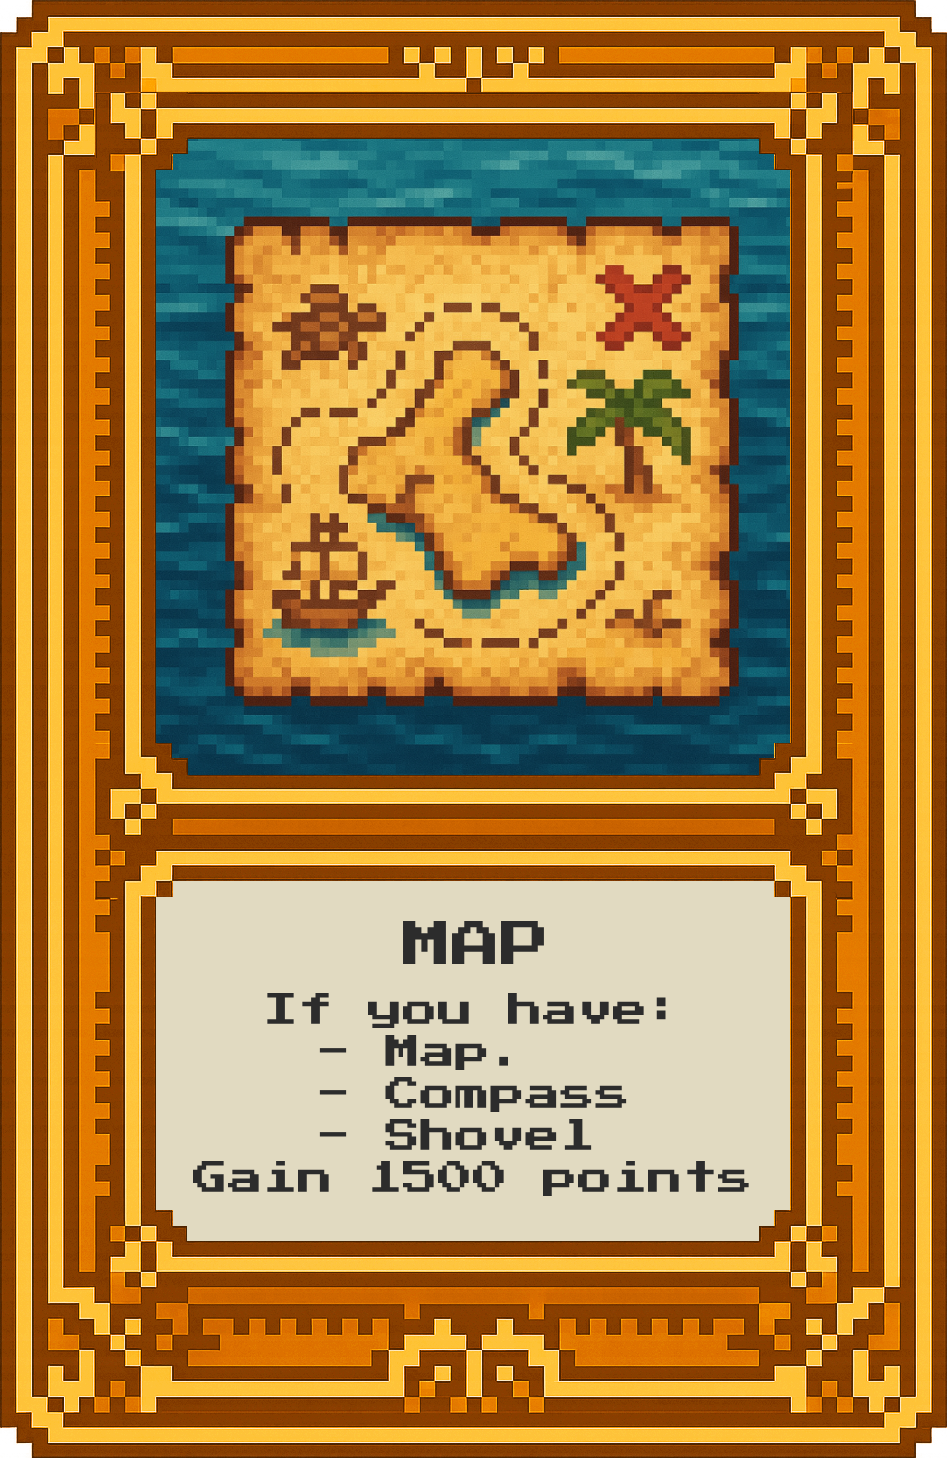 MAP
If you have:
- Map.
- Compass
- Shovel
Gain 1500 points